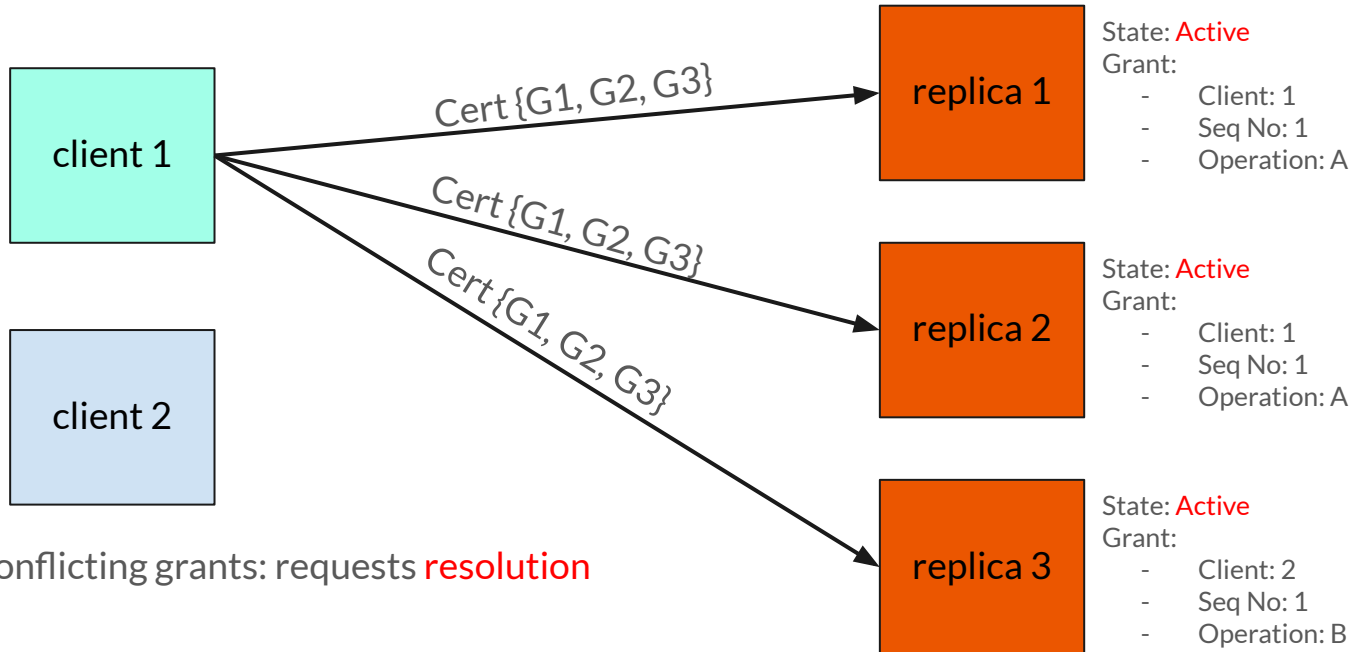 client 1
client 2
Cert {G1, G2, G3}
Cert {G1, G2, G3}
Cert {G1, G2, G3}
onflicting grants: requests resolution
replica 1
State: Active
Grant:
- Client: 1
- Seq No: 1
- Operation: A
replica 2
State: Active
Grant:
- Client: 1
- Seq No: 1
- Operation: A
replica 3
State: Active
Grant:
- Client: 2
- Seq No: 1
- Operation: B